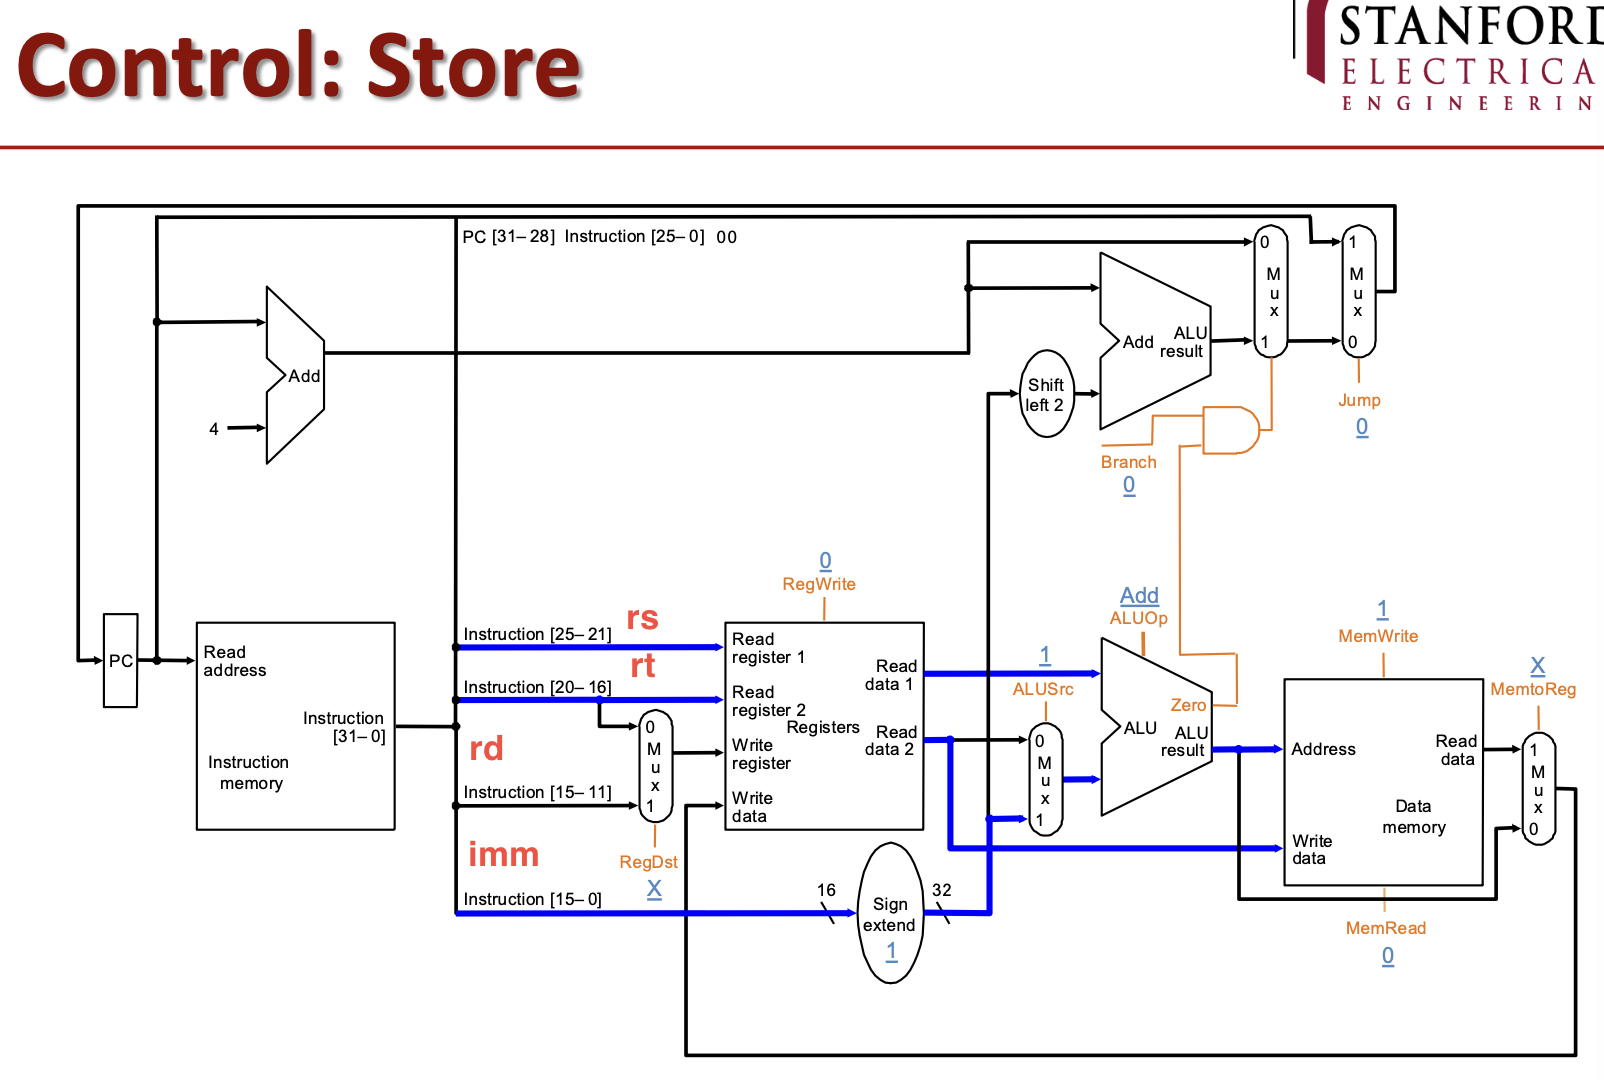 Control: Store
STANFORD
ELECTRICA
ENGINEERIN
PC [31–28] Instruction [25–0] 00
0
M
u
x
1
1
M
u
x
0
Add
ALU
result
Add
4
Shift
left 2
Jump
0
Branch
0
0
RegWrite
Add
ALUOp
1
MemWrite
X
MemtoReg
PC
Read
address
Instruction
[31–0]
Instruction
memory
rs
Instruction [25–21]
rt
Instruction [20–16]
rd
Instruction [15–11]
imm
Instruction [15–0]
0
M
u
x
1
RegDst
X
Read
register 1
Read
register 2
Write
register
Write
data
Registers
Read
data 1
Read
data 2
16
Sign
extend
1
32
1
ALUSrc
0
M
u
x
1
Zero
ALU
ALU
result
Address
Read
data
Data
memory
Write
data
1
M
u
x
0
MemRead
0